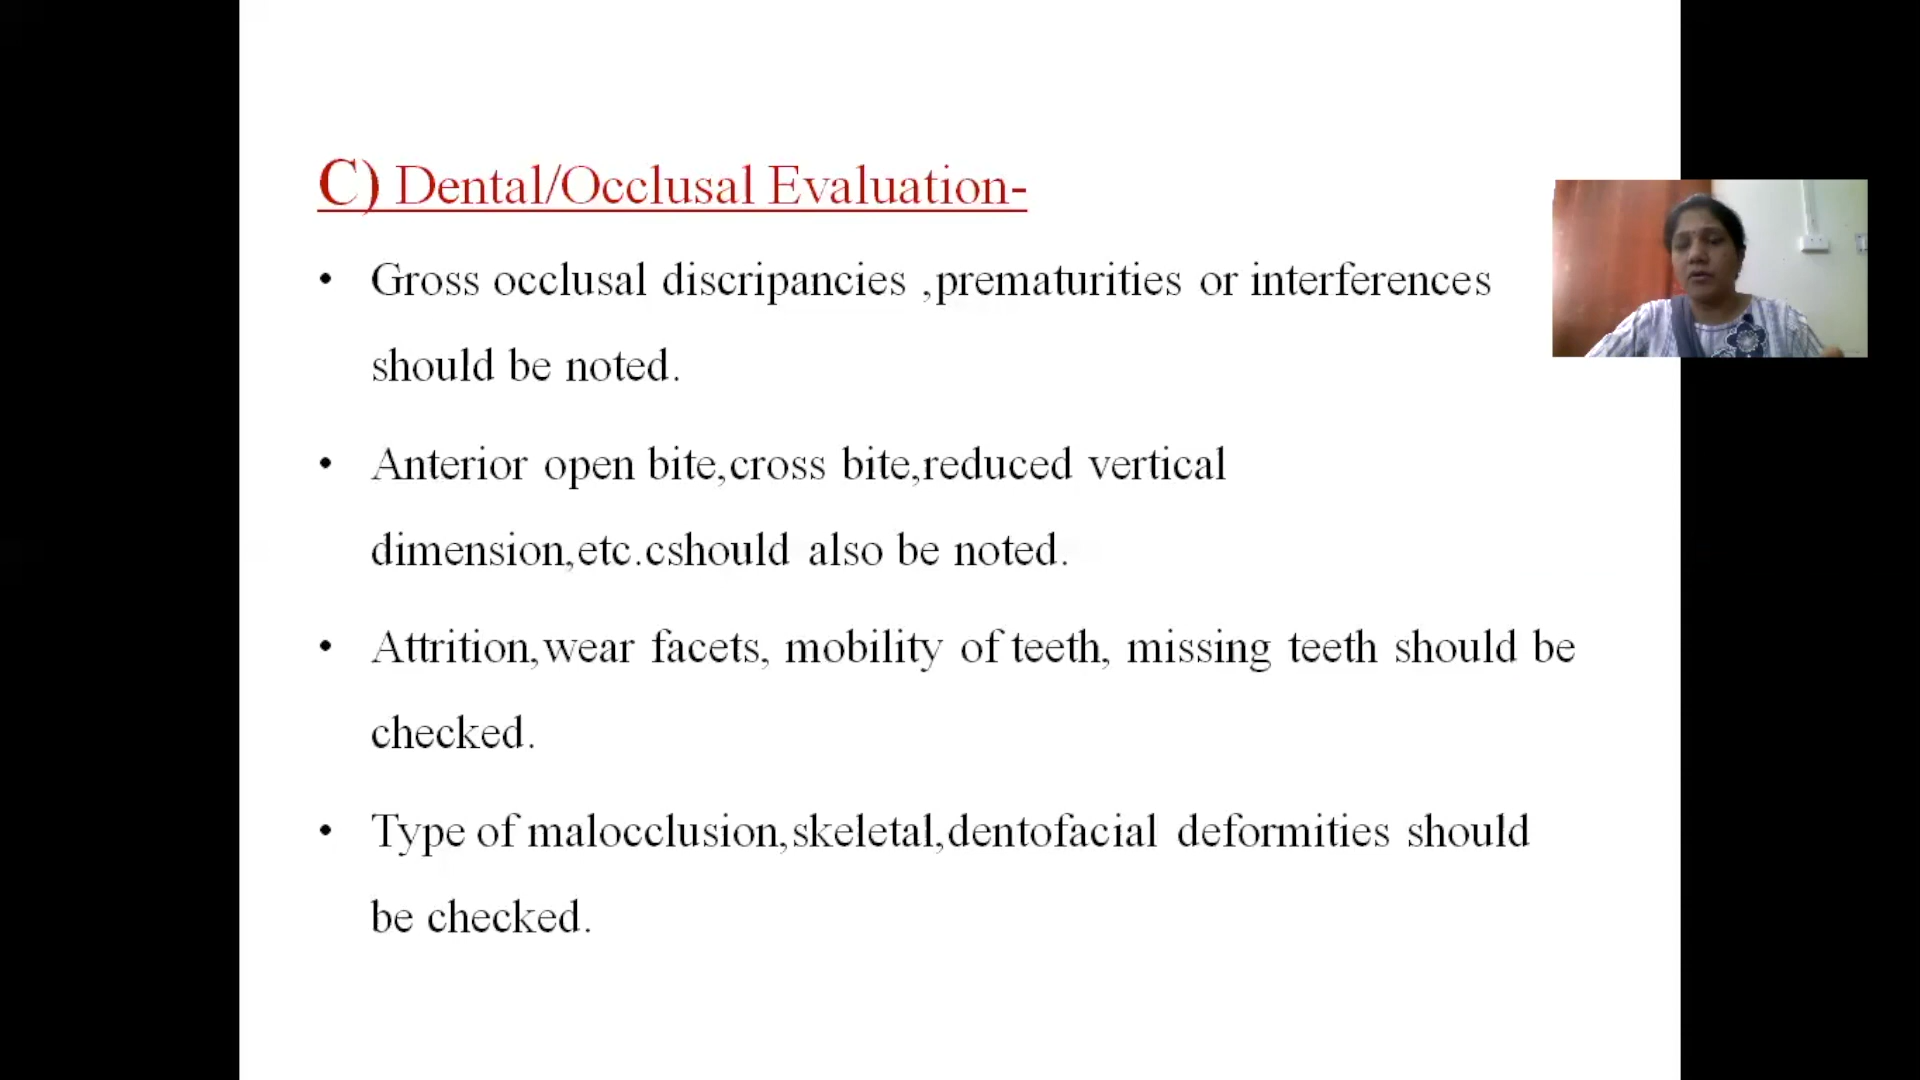 C) Dental/Occlusal Evaluation-
• Gross occlusal discripancies ,prematurities or interferences
should be noted.
• Anterior open bite,cross bite,reduced vertical
dimension,etc.cshould also be noted.
• Attrition,wear facets, mobility of teeth, missing teeth should be
checked.
• Type of malocclusion,skeletal,dentofacial deformities should
be checked.